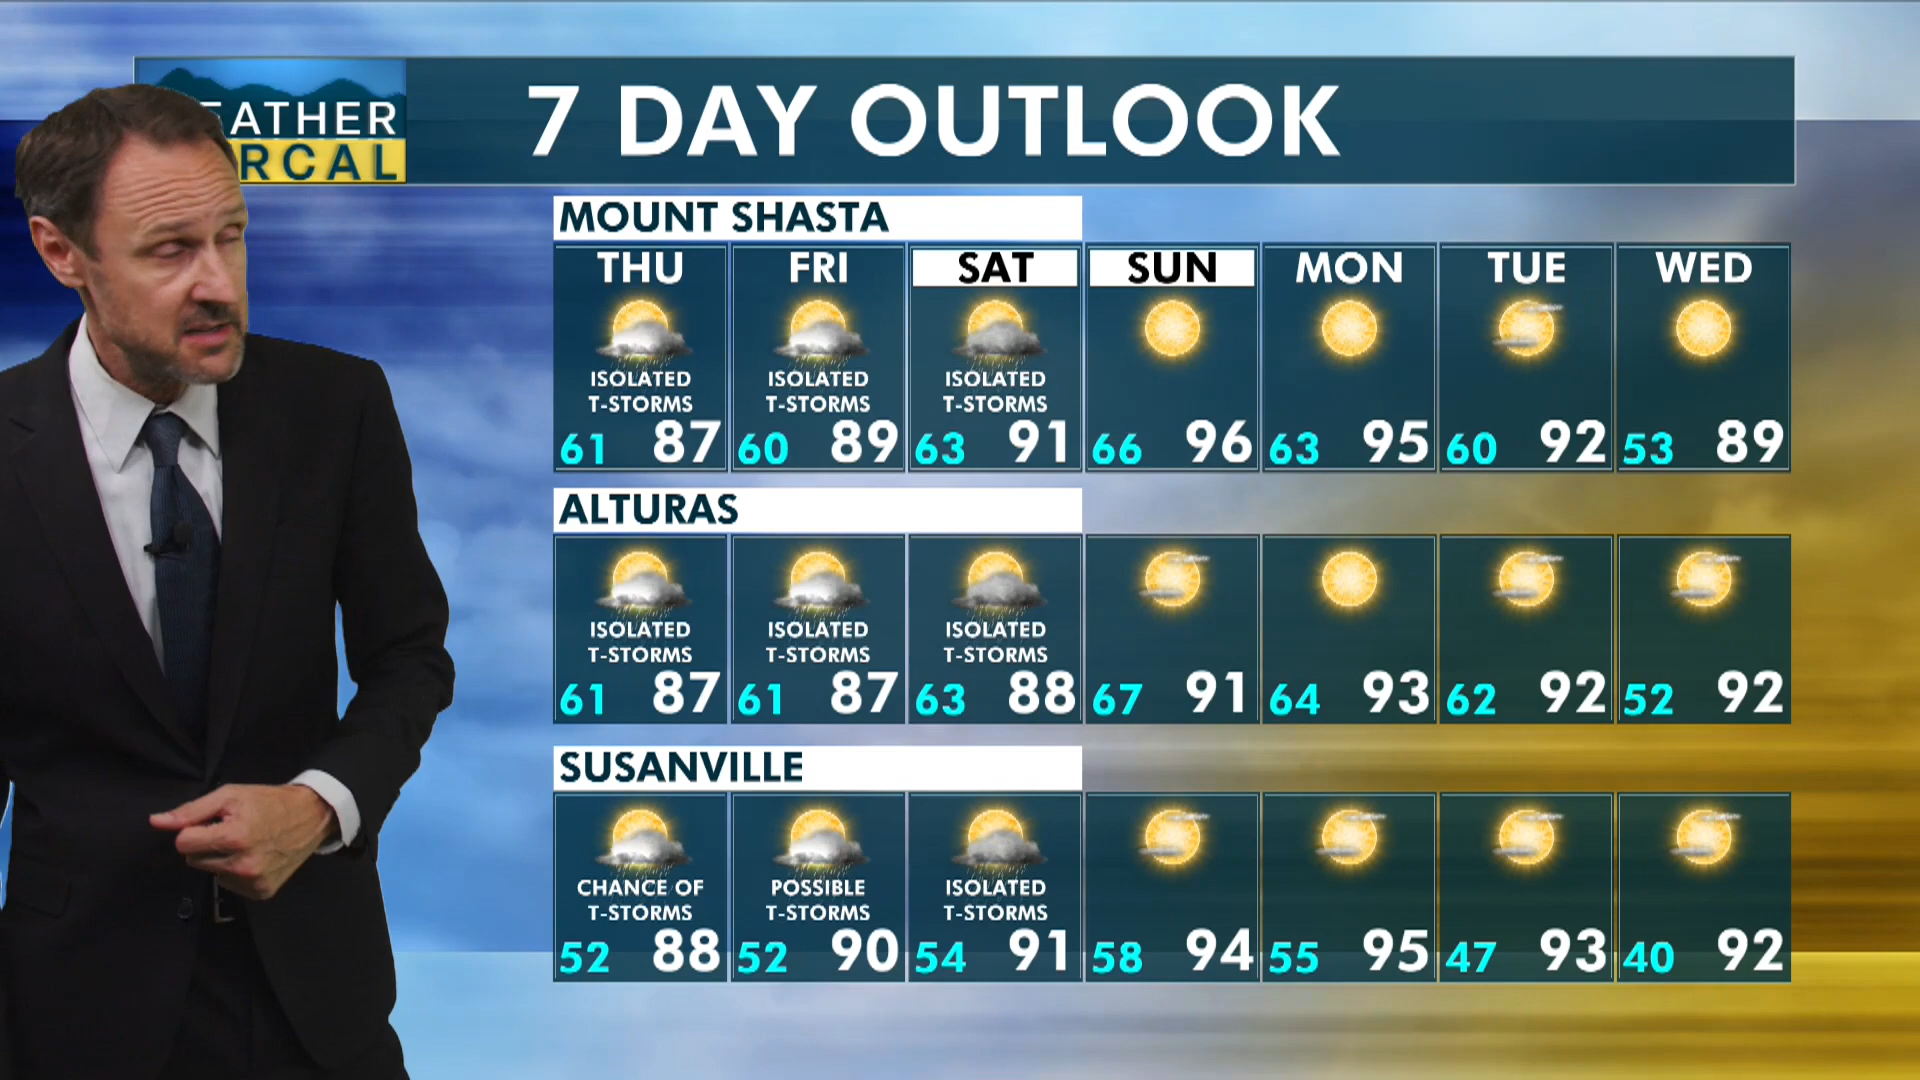 7 DAY OUTLOOK
MOUNT SHASTA
THU FRI SAT SUN MON TUE WED
ISOLATED ISOLATED ISOLATED
T-STORMS T-STORMS T-STORMS
61 87 60 89 63 91 66 96 63 95 60 92 53 89
ALTURAS
ISOLATED ISOLATED ISOLATED
T-STORMS T-STORMS T-STORMS
61 87 61 87 63 88 67 91 64 93 62 92 52 92
SUSANVILLE
CHANCE OF POSSIBLE ISOLATED
T-STORMS T-STORMS T-STORMS
52 88 52 90 54 91 58 94 55 95 47 93 40 92